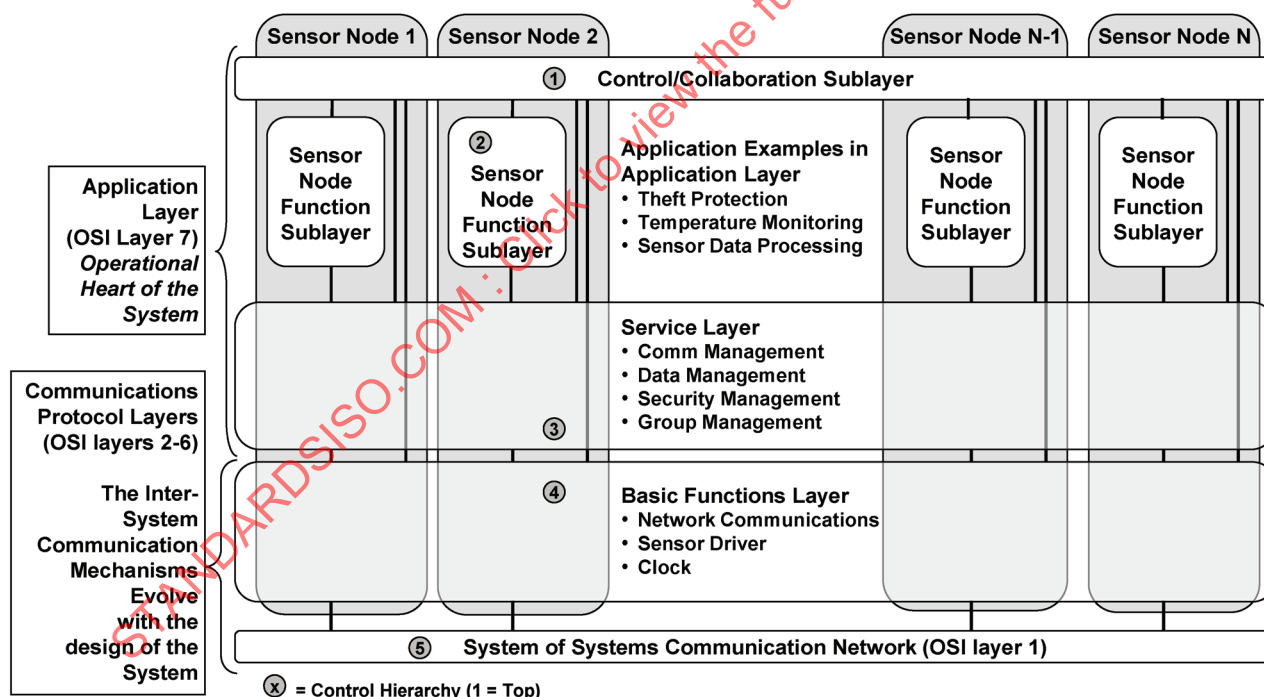 Sensor Node 1
Sensor Node 2
Sensor Node N-1
Sensor Node N
1 Control/Collaboration Sublayer
Sensor
Node
Function
Sublayer
2
Sensor
Node
Function
Sublayer
Application Examples in
Application Layer
• Theft Protection
• Temperature Monitoring
• Sensor Data Processing
Sensor
Node
Function
Sublayer
Sensor
Node
Function
Sublayer
Application
Layer
(OSI Layer 7)
Operational
Heart of the
System
Service Layer
• Comm Management
• Data Management
• Security Management
• Group Management
3
Communications
Protocol Layers
(OSI layers 2-6)
The Inter-
System
Communication
Mechanisms
Evolve
with the
design of the
System
4
Basic Functions Layer
• Network Communications
• Sensor Driver
• Clock
5 System of Systems Communication Network (OSI layer 1)
x = Control Hierarchy (1 = Top)
STANDARDSISO.COM : Click to view the fu